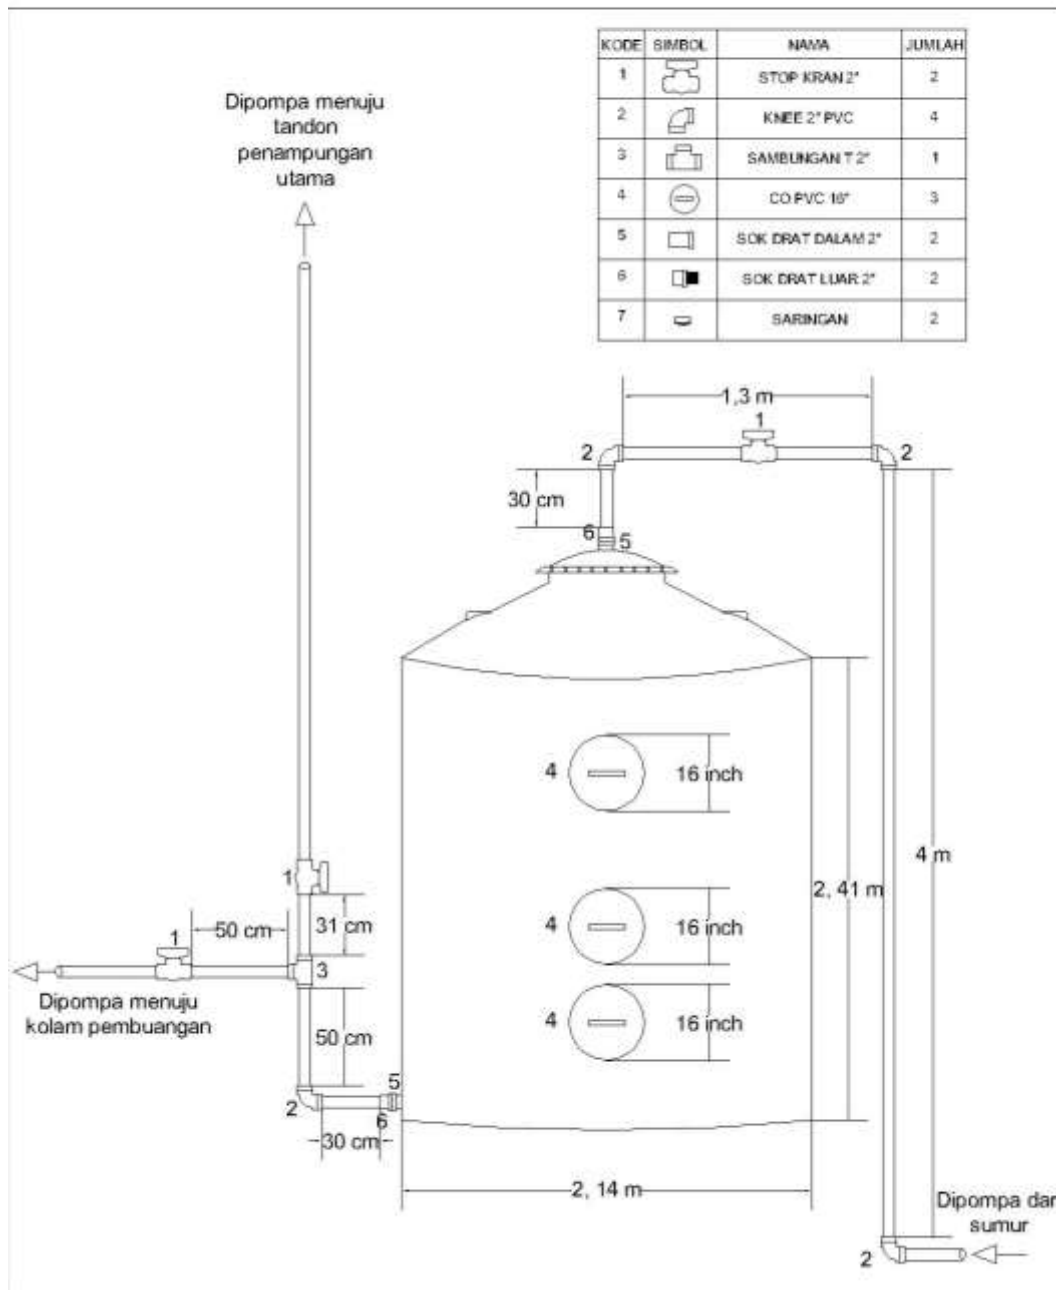 KODE SIMBOL NAMA JUMLAH
1 STOP KRAN 2" 2
2 KNEE 2" PVC 4
3 SAMBUNGAN T 2" 1
4 CO PVC 16" 3
5 SOK DRAT DALAM 2" 2
6 SOK DRAT LUAR 2" 2
7 SARINGAN 2
Dipompa menuju
tandon
penampungan
utama
1,3 m
1
2
2
30 cm
6
5
4
16 inch
4 m
1
2, 41 m
31 cm
4
16 inch
1
50 cm
3
Dipompa menuju
kolam pembuangan
4
16 inch
50 cm
5
2
6
30 cm
2, 14 m
Dipompa dar
sumur
2